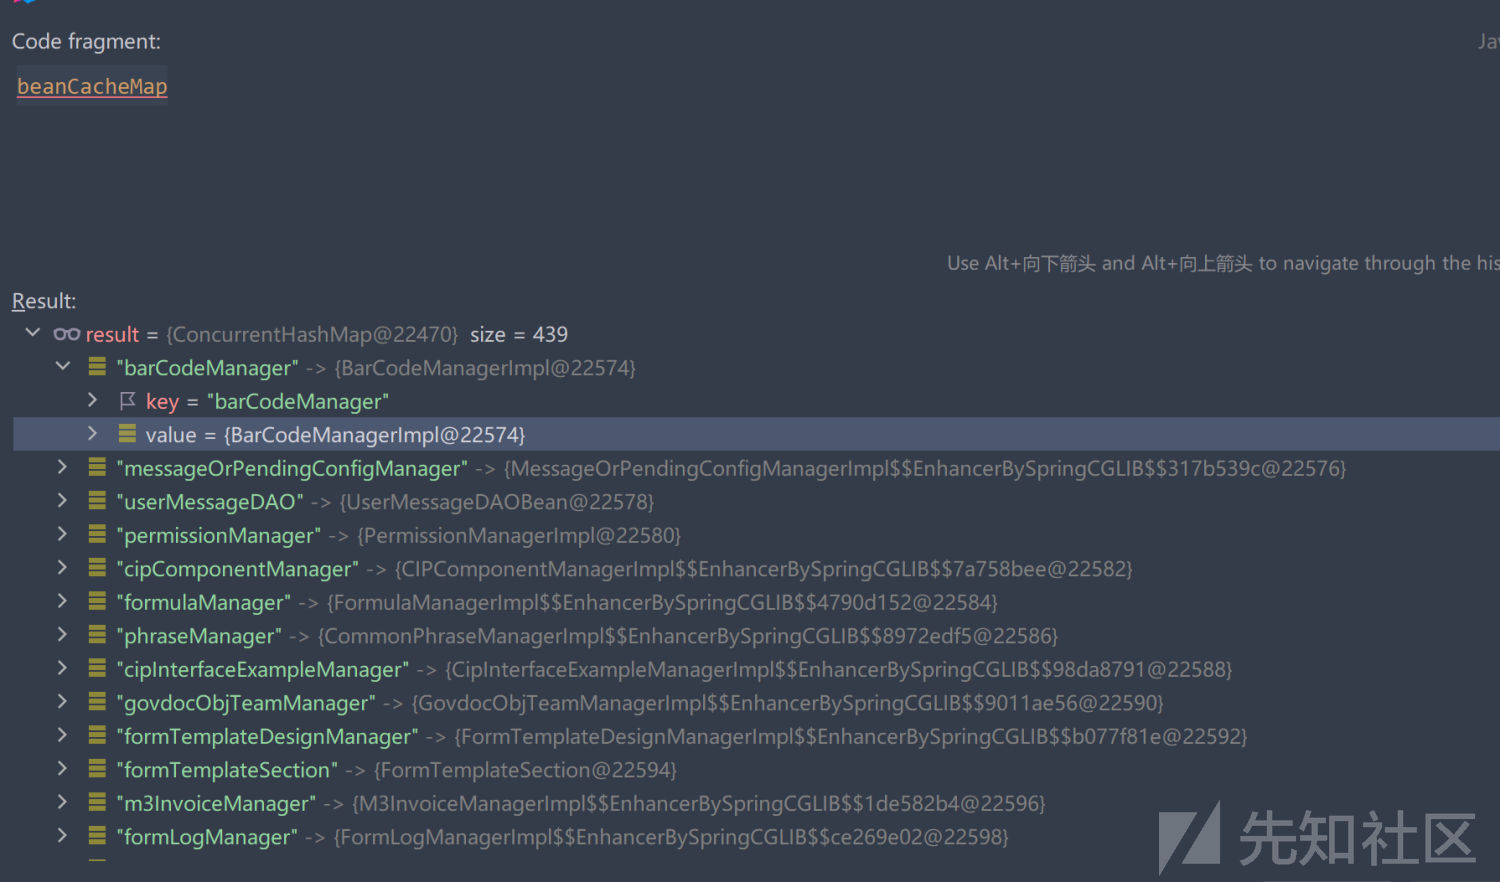 Code fragment:
beanCacheMap
Use Alt+向下箭头 and Alt+向上箭头 to navigate through the his
Result:
result = {ConcurrentHashMap@22470} size = 439
"barCodeManager" -> {BarCodeManagerImpl@22574}
key = "barCodeManager"
value = {BarCodeManagerImpl@22574}
"messageOrPendingConfigManager" -> {MessageOrPendingConfigManagerImpl$$EnhancerBySpringCGLIB$$317b539c@22576}
"userMessageDAO" -> {UserMessageDAOBean@22578}
"permissionManager" -> {PermissionManagerImpl@22580}
"cipComponentManager" -> {CIPComponentManagerImpl$$EnhancerBySpringCGLIB$$7a758bee@22582}
"formulaManager" -> {FormulaManagerImpl$$EnhancerBySpringCGLIB$$4790d152@22584}
"phraseManager" -> {CommonPhraseManagerImpl$$EnhancerBySpringCGLIB$$8972edf5@22586}
"cipInterfaceExampleManager" -> {CipInterfaceExampleManagerImpl$$EnhancerBySpringCGLIB$$98da8791@22588}
"govdocObjTeamManager" -> {GovdocObjTeamManagerImpl$$EnhancerBySpringCGLIB$$9011ae56@22590}
"formTemplateDesignManager" -> {FormTemplateDesignManagerImpl$$EnhancerBySpringCGLIB$$b077f81e@22592}
"formTemplateSection" -> {FormTemplateSection@22594}
"m3InvoiceManager" -> {M3InvoiceManagerImpl$$EnhancerBySpringCGLIB$$1de582b4@22596}
"formLogManager" -> {FormLogManagerImpl$$EnhancerBySpringCGLIB$$ce269e02@22598}
先知社区